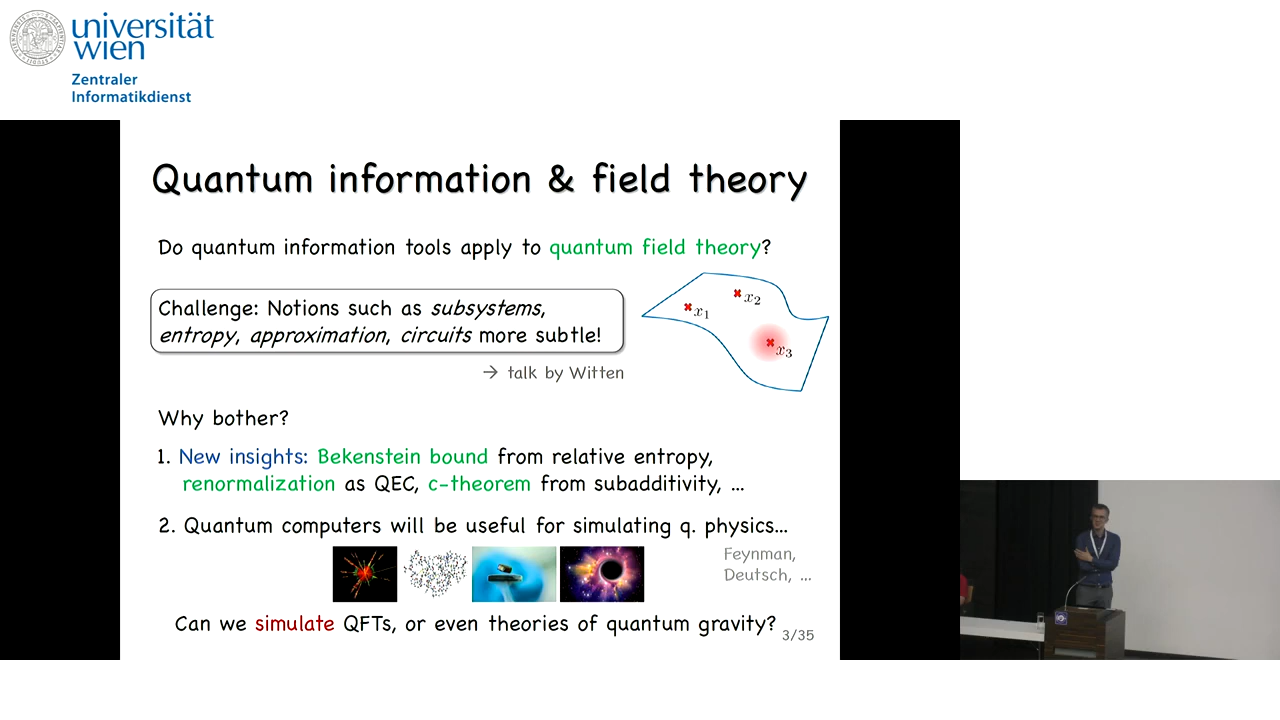 universität
wien
Zentraler
Informatikdienst
Quantum information & field theory
Do quantum information tools apply to quantum field theory?
Challenge: Notions such as subsystems,
entropy, approximation, circuits more subtle!
x₁
x₂
x₃
→ talk by Witten
Why bother?
1. New insights: Bekenstein bound from relative entropy,
renormalization as QEC, c-theorem from subadditivity, ...
2. Quantum computers will be useful for simulating q. physics...
Feynman,
Deutsch, ...
Can we simulate QFTs, or even theories of quantum gravity?
3/35